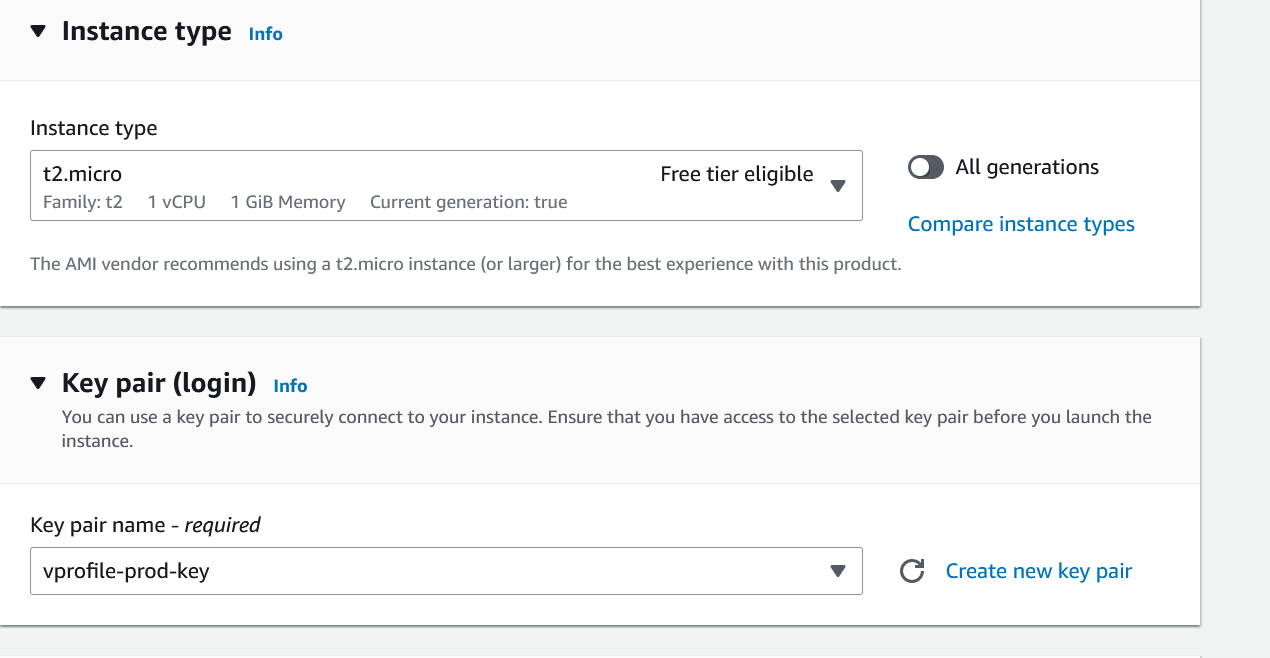 Instance type Info
Instance type
t2.micro Free tier eligible
Family: t2 1 vCPU 1 GiB Memory Current generation: true
All generations
Compare instance types
The AMI vendor recommends using a t2.micro instance (or larger) for the best experience with this product.
Key pair (login) Info
You can use a key pair to securely connect to your instance. Ensure that you have access to the selected key pair before you launch the
instance.
Key pair name - required
vprofile-prod-key
Create new key pair